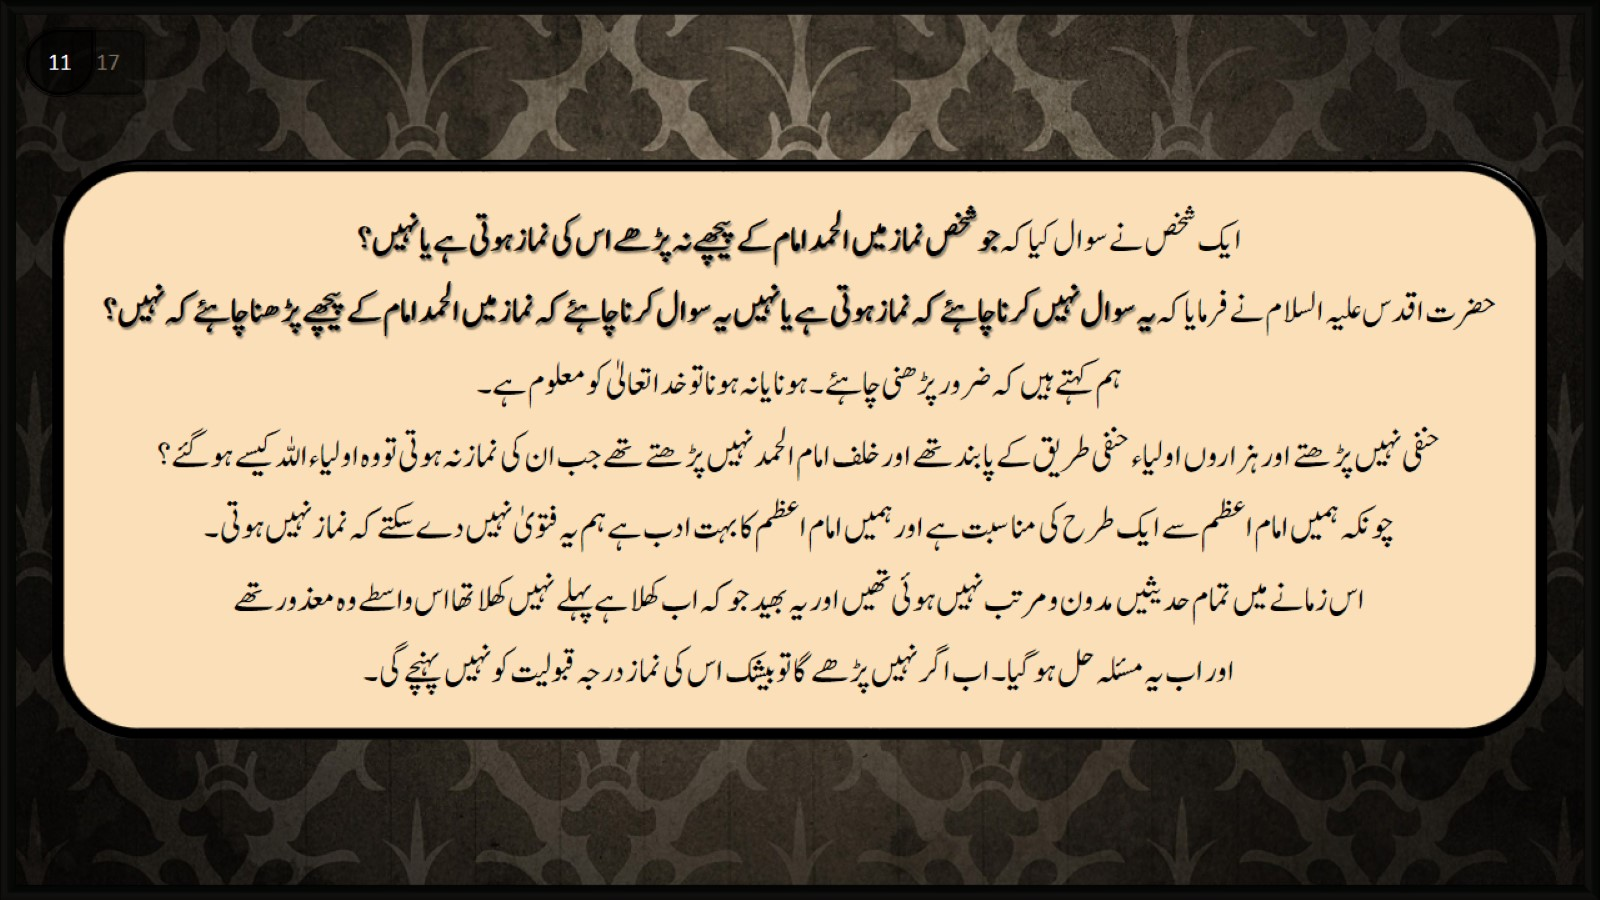 11 17
ایک شخص نے سوال کیا کہ جو شخص نماز میں الحمد امام کے پیچھے نہ پڑھے اس کی نماز ہوتی ہے یا نہیں؟
حضرت اقدس علیہ السلام نے فرمایا کہ یہ سوال نہیں کرنا چاہئے کہ نماز ہوتی ہے یا نہیں یہ سوال کرنا چاہئے کہ نماز میں الحمد امام کے پیچھے پڑھنا چاہئے کہ نہیں؟
ہم کہتے ہیں کہ ضرور پڑھنی چاہئے۔ ہونا یا نہ ہونا تو خدا تعالیٰ کو معلوم ہے۔
حنفی نہیں پڑھتے اور ہزاروں اولیاء حنفی طریق کے پابند تھے اور خلف امام الحمد نہیں پڑھتے تھے جب ان کی نماز نہ ہوتی تو وہ اولیاء اللہ کیسے ہو گئے؟
چونکہ ہمیں امام اعظم سے ایک طرح کی مناسبت ہے اور ہمیں امام اعظم کا بہت ادب ہے ہم یہ فتویٰ نہیں دے سکتے کہ نماز نہیں ہوتی۔
اس زمانے میں تمام حدیثیں مدون و مرتب نہیں ہوئی تھیں اور یہ بھید جو کہ اب کھلا ہے پہلے نہیں کھلا تھا اس واسطے وہ معذور تھے
اور اب یہ مسئلہ حل ہو گیا۔ اب اگر نہیں پڑھے گا تو بیشک اس کی نماز درجہ قبولیت کو نہیں پہنچے گی۔